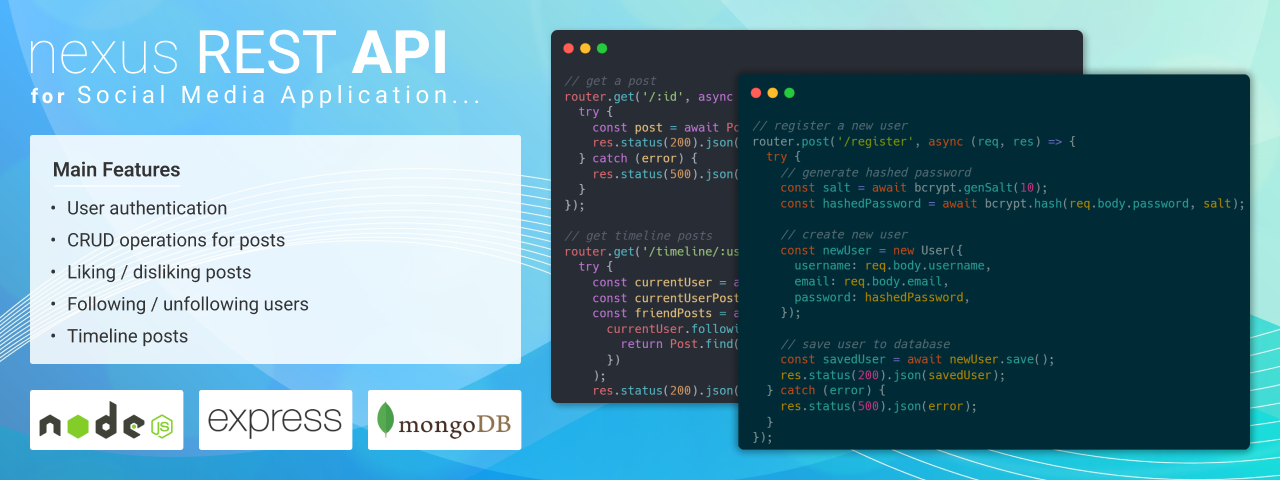 nexus REST API
for Social Media Application...
Main Features
• User authentication
• CRUD operations for posts
• Liking / disliking posts
• Following / unfollowing users
• Timeline posts
node JS
express
mongoDB
// get a post
router.get('/:id', async
try {
const post = await Po
res.status(200).json(
} catch (error) {
res.status(500).json(
}
});
// get timeline posts
router.get('/timeline/:us
try {
const currentUser = a
const currentUserPost
const friendPosts = a
currentUser.followi
return Post.find(
})
);
res.status(200).json(
// register a new user
router.post('/register', async (req, res) => {
try {
// generate hashed password
const salt = await bcrypt.genSalt(10);
const hashedPassword = await bcrypt.hash(req.body.password, salt);
// create new user
const newUser = new User({
username: req.body.username,
email: req.body.email,
password: hashedPassword,
});
// save user to database
const savedUser = await newUser.save();
res.status(200).json(savedUser);
} catch (error) {
res.status(500).json(error);
}
});